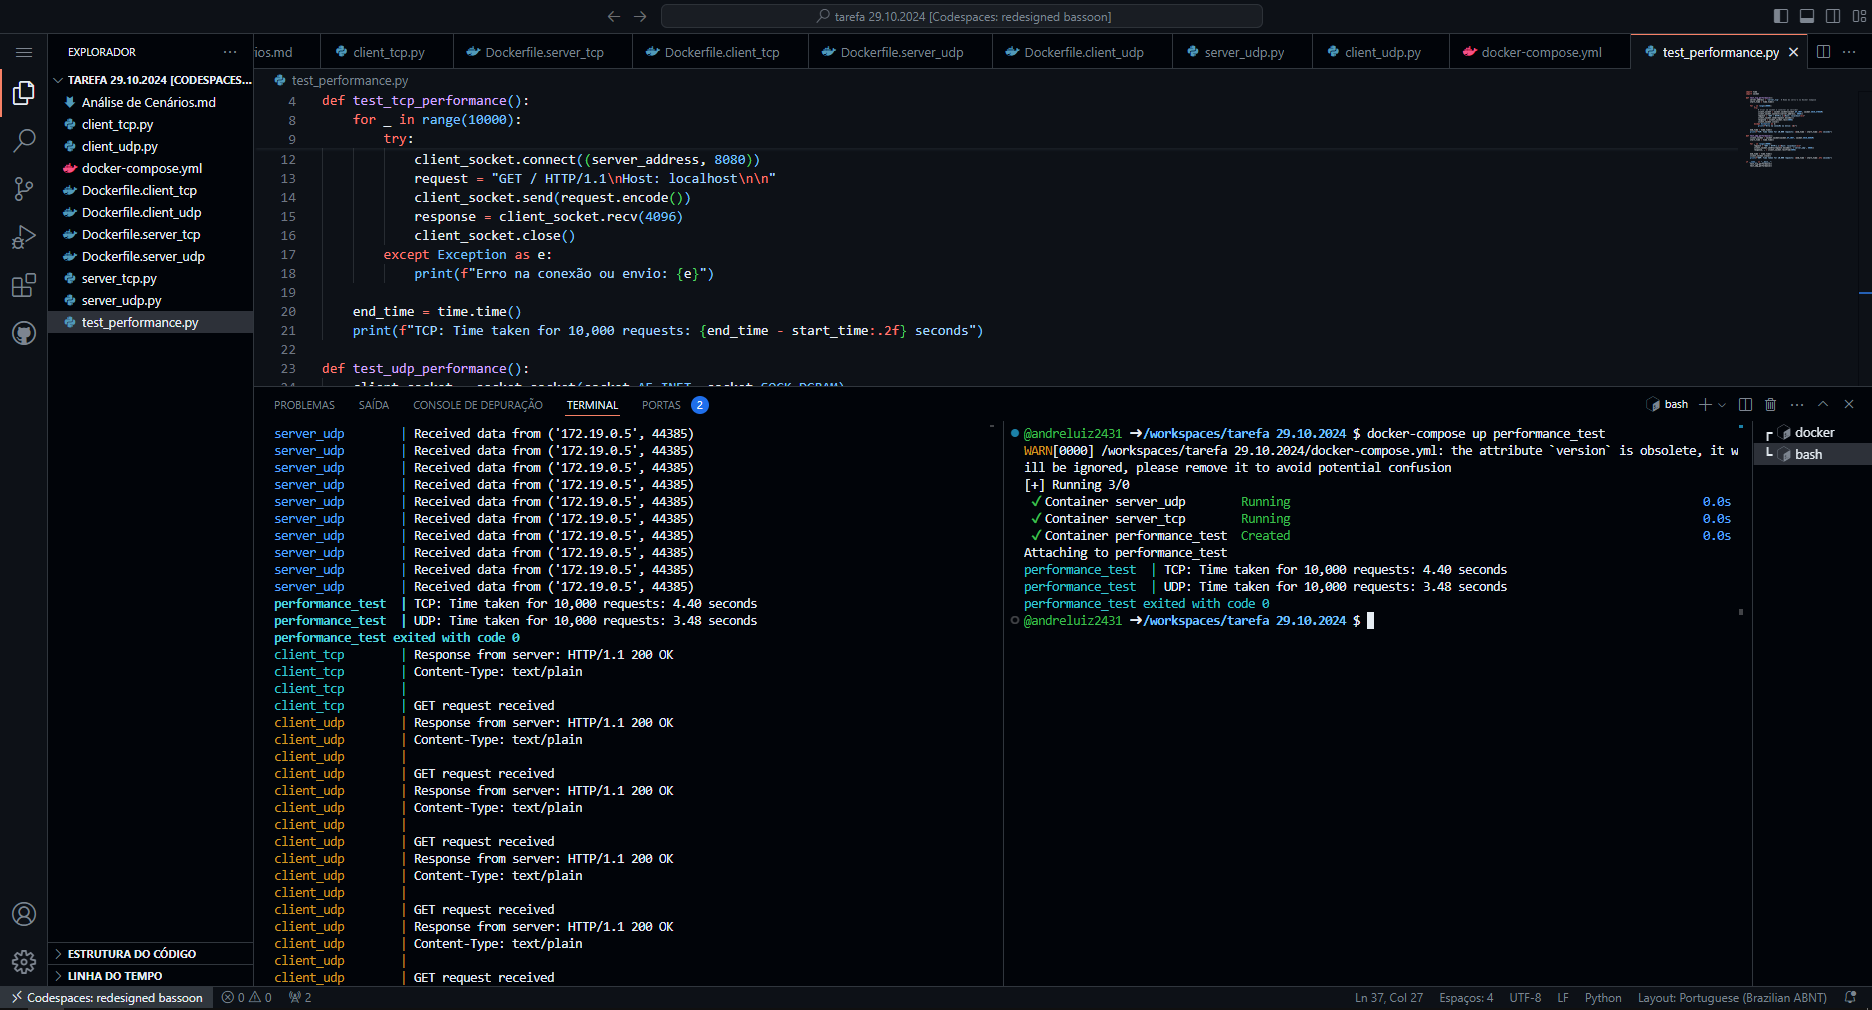 tarefa 29.10.2024 [Codespaces: redesigned bassoon]
EXPLORADOR
TAREFA 29.10.2024 [CODESPACES...
Análise de Cenários.md
client_tcp.py
client_udp.py
docker-compose.yml
Dockerfile.client_tcp
Dockerfile.client_udp
Dockerfile.server_tcp
Dockerfile.server_udp
server_tcp.py
server_udp.py
test_performance.py
ESTRUTURA DO CÓDIGO
LINHA DO TEMPO
ios.md
client_tcp.py
Dockerfile.server_tcp
Dockerfile.client_tcp
Dockerfile.server_udp
Dockerfile.client_udp
server_udp.py
client_udp.py
docker-compose.yml
test_performance.py
test_performance.py
4 def test_tcp_performance():
8 for _ in range(10000):
9 try:
12 client_socket.connect((server_address, 8080))
13 request = "GET / HTTP/1.1\nHost: localhost\n\n"
14 client_socket.send(request.encode())
15 response = client_socket.recv(4096)
16 client_socket.close()
17 except Exception as e:
18 print(f"Erro na conexão ou envio: {e}")
19
20 end_time = time.time()
21 print(f"TCP: Time taken for 10,000 requests: {end_time - start_time:.2f} seconds")
22
23 def test_udp_performance():
24 client_socket = socket.socket(socket.AF_INET, socket.SOCK_DGRAM)
PROBLEMAS SAÍDA CONSOLE DE DEPURAÇÃO TERMINAL PORTAS 2
bash
server_udp | Received data from ('172.19.0.5', 44385)
server_udp | Received data from ('172.19.0.5', 44385)
server_udp | Received data from ('172.19.0.5', 44385)
server_udp | Received data from ('172.19.0.5', 44385)
server_udp | Received data from ('172.19.0.5', 44385)
server_udp | Received data from ('172.19.0.5', 44385)
server_udp | Received data from ('172.19.0.5', 44385)
server_udp | Received data from ('172.19.0.5', 44385)
server_udp | Received data from ('172.19.0.5', 44385)
server_udp | Received data from ('172.19.0.5', 44385)
performance_test | TCP: Time taken for 10,000 requests: 4.40 seconds
performance_test | UDP: Time taken for 10,000 requests: 3.48 seconds
performance_test exited with code 0
client_tcp | Response from server: HTTP/1.1 200 OK
client_tcp | Content-Type: text/plain
client_tcp |
client_tcp | GET request received
client_udp | Response from server: HTTP/1.1 200 OK
client_udp | Content-Type: text/plain
client_udp |
client_udp | GET request received
client_udp | Response from server: HTTP/1.1 200 OK
client_udp | Content-Type: text/plain
client_udp |
client_udp | GET request received
client_udp | Response from server: HTTP/1.1 200 OK
client_udp | Content-Type: text/plain
client_udp |
client_udp | GET request received
client_udp | Response from server: HTTP/1.1 200 OK
client_udp | Content-Type: text/plain
client_udp |
client_udp | GET request received
@andreluiz2431 ➜/workspaces/tarefa 29.10.2024 $ docker-compose up performance_test
WARN[0000] /workspaces/tarefa 29.10.2024/docker-compose.yml: the attribute `version` is obsolete, it w
ill be ignored, please remove it to avoid potential confusion
[+] Running 3/0
✓Container server_udp Running 0.0s
✓Container server_tcp Running 0.0s
✓Container performance_test Created 0.0s
Attaching to performance_test
performance_test | TCP: Time taken for 10,000 requests: 4.40 seconds
performance_test | UDP: Time taken for 10,000 requests: 3.48 seconds
performance_test exited with code 0
@andreluiz2431 ➜/workspaces/tarefa 29.10.2024 $
docker
bash
Codespaces: redesigned bassoon 0 0 2
Ln 37, Col 27 Espaços: 4 UTF-8 LF Python Layout: Portuguese (Brazilian ABNT)